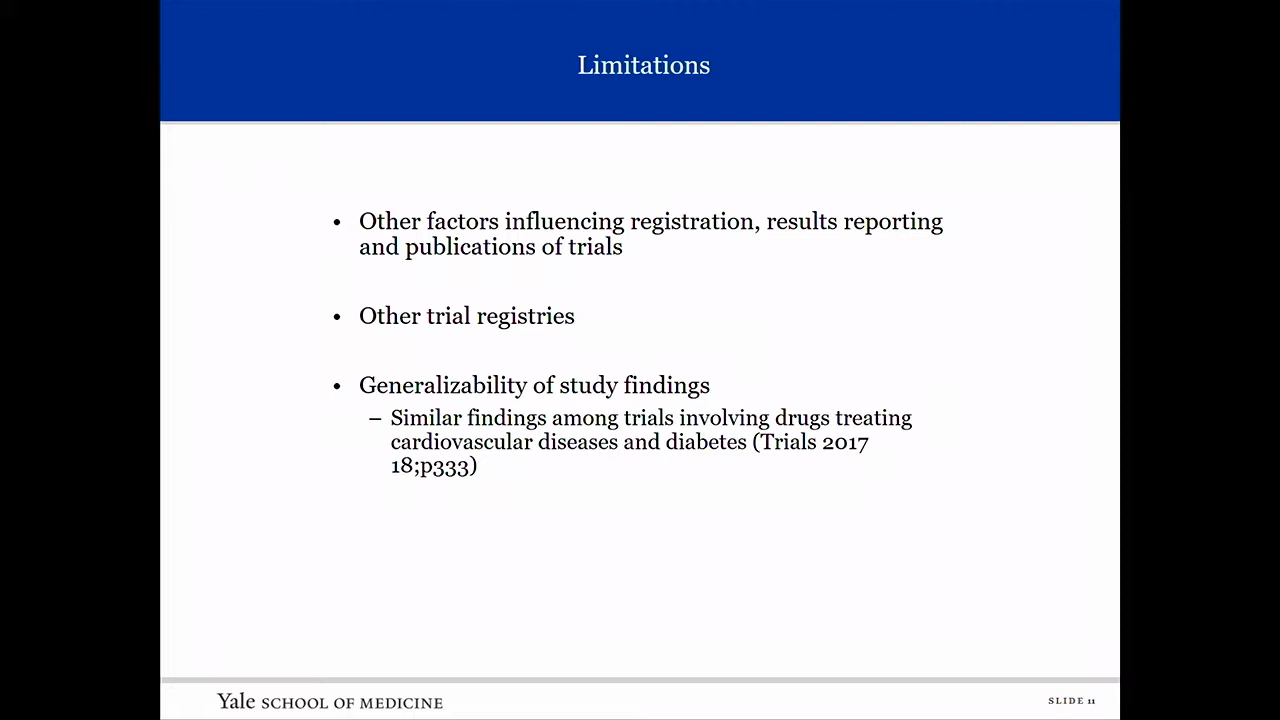 Limitations
• Other factors influencing registration, results reporting
and publications of trials
• Other trial registries
• Generalizability of study findings
– Similar findings among trials involving drugs treating
cardiovascular diseases and diabetes (Trials 2017
18;p333)
Yale SCHOOL OF MEDICINE
SLIDE 11